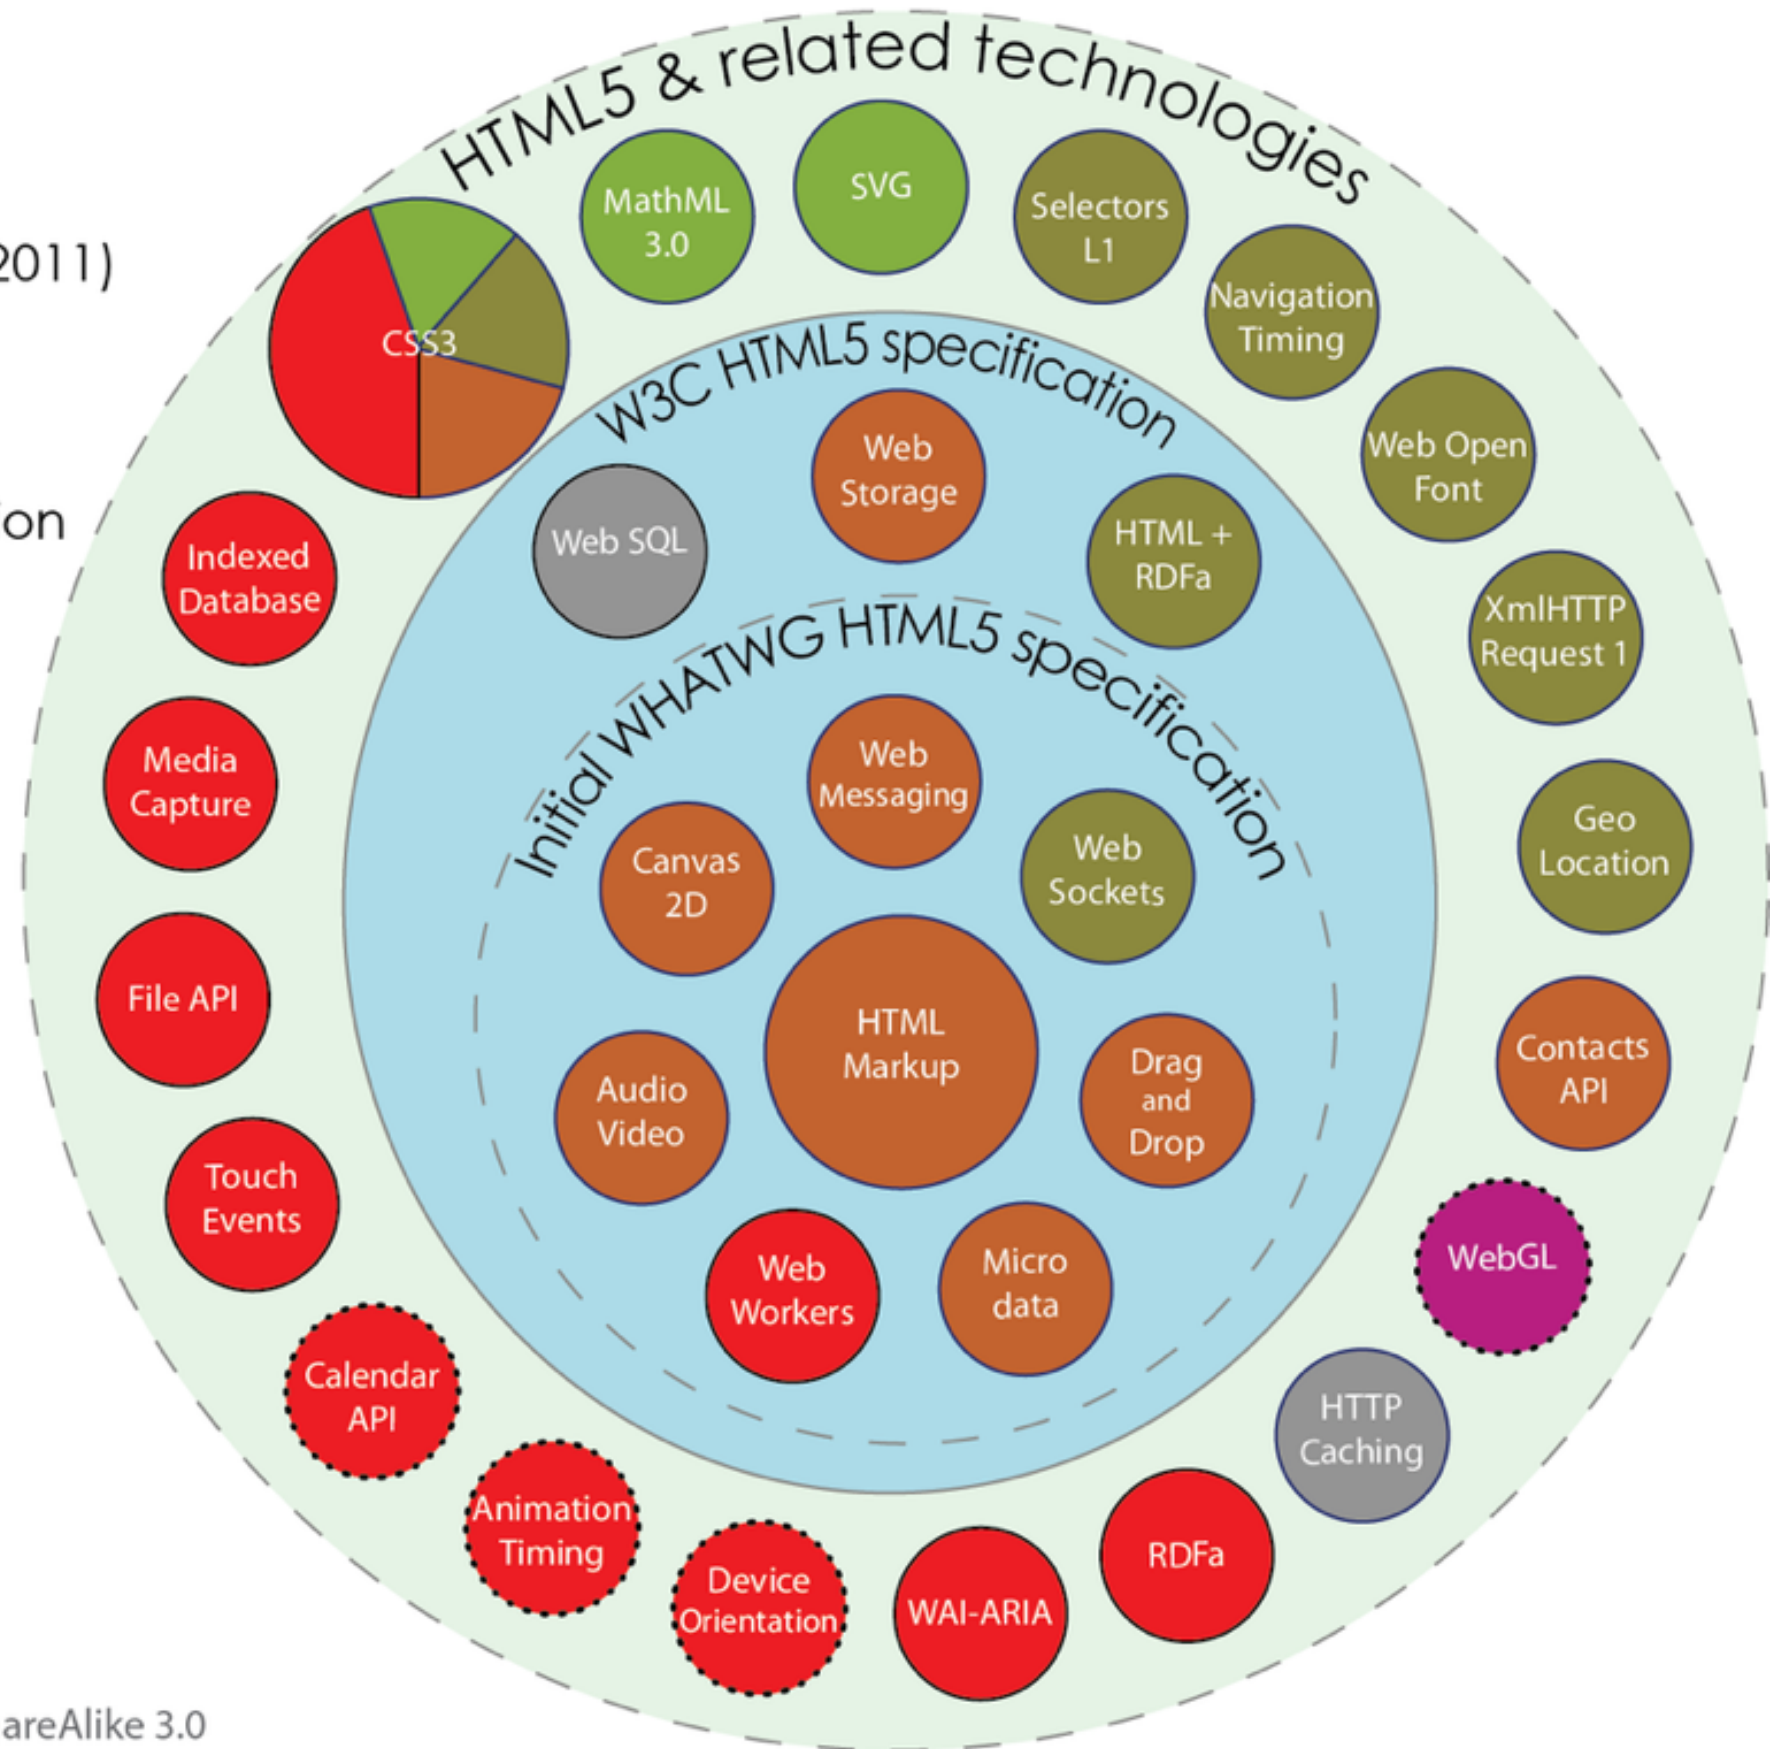 HTML5 & related technologies
MathML
3.0
SVG
Selectors
L1
Navigation
Timing
2011)
CSS3
W3C HTML5 specification
Web
Storage
Web Open
Font
on
Web SQL
HTML +
RDFa
Indexed
Database
XmlHTTP
Request 1
Initial WHATWG HTML5 specification
Media
Capture
Web
Messaging
Geo
Location
Canvas
2D
Web
Sockets
File API
HTML
Markup
Contacts
API
Audio
Video
Drag
and
Drop
Touch
Events
Web
Workers
Micro
data
WebGL
Calendar
API
HTTP
Caching
Animation
Timing
Device
Orientation
WAI-ARIA
RDFa
areAlike 3.0